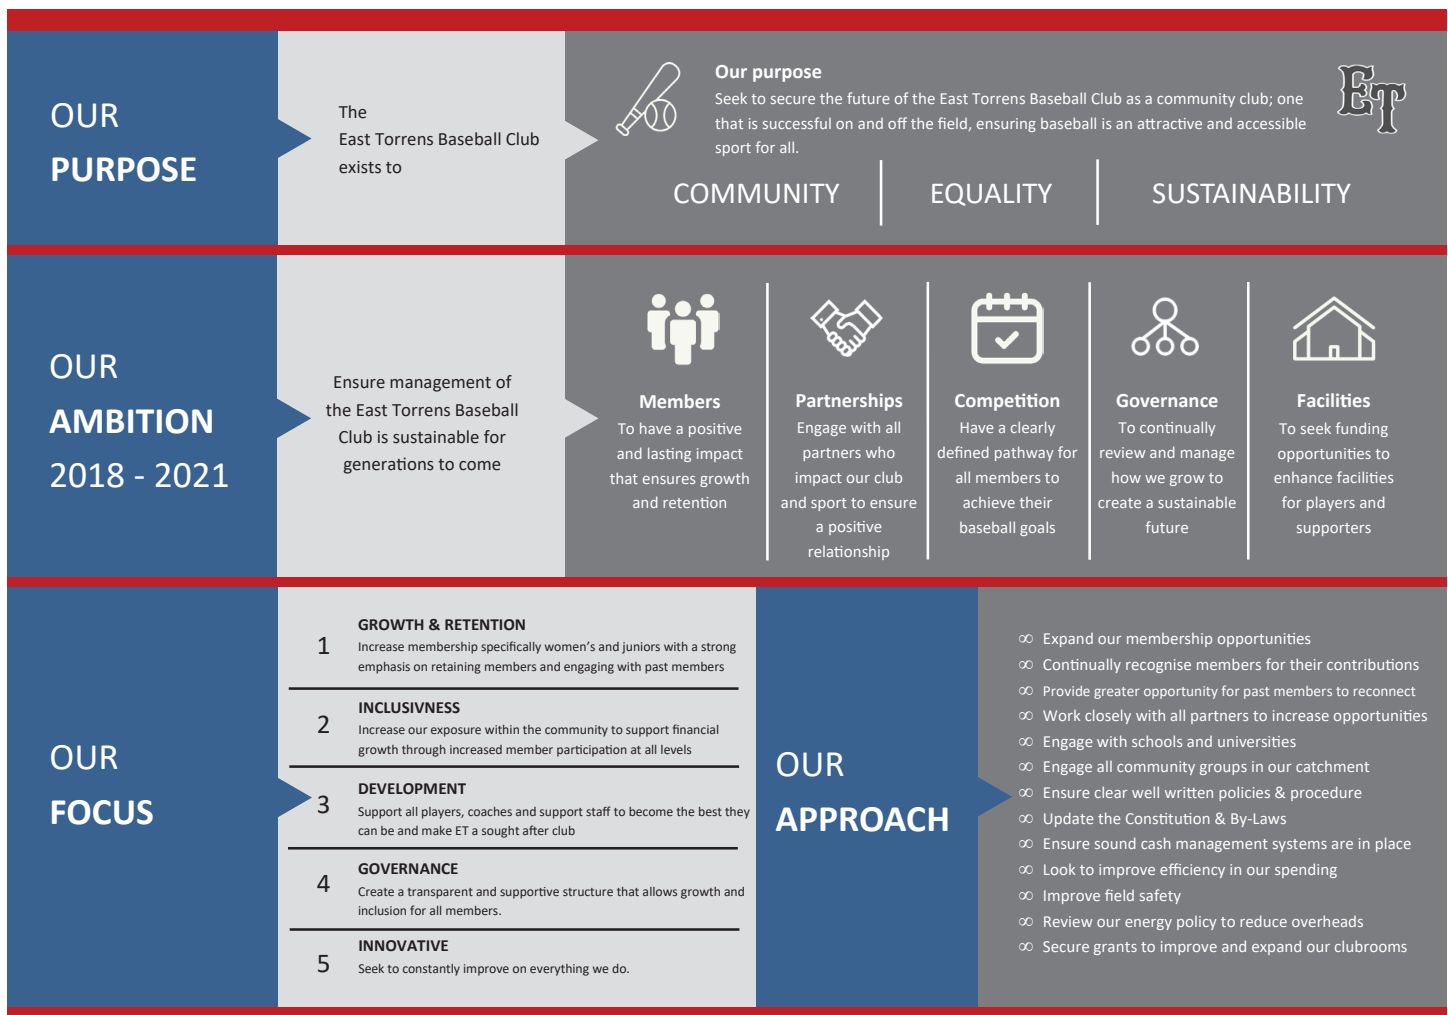 OUR
PURPOSE
The
East Torrens Baseball Club
exists to
Our purpose
Seek to secure the future of the East Torrens Baseball Club as a community club; one
that is successful on and off the field, ensuring baseball is an attractive and accessible
sport for all.
ET
COMMUNITY
EQUALITY
SUSTAINABILITY
OUR
AMBITION
2018 - 2021
Ensure management of
the East Torrens Baseball
Club is sustainable for
generations to come
Members
To have a positive
and lasting impact
that ensures growth
and retention
Partnerships
Engage with all
partners who
impact our club
and sport to ensure
a positive
relationship
Competition
Have a clearly
defined pathway for
all members to
achieve their
baseball goals
Governance
To continually
review and manage
how we grow to
create a sustainable
future
Facilities
To seek funding
opportunities to
enhance facilities
for players and
supporters
OUR
FOCUS
1
GROWTH & RETENTION
Increase membership specifically women's and juniors with a strong
emphasis on retaining members and engaging with past members
2
INCLUSIVNESS
Increase our exposure within the community to support financial
growth through increased member participation at all levels
3
DEVELOPMENT
Support all players, coaches and support staff to become the best they
can be and make ET a sought after club
4
GOVERNANCE
Create a transparent and supportive structure that allows growth and
inclusion for all members.
5
INNOVATIVE
Seek to constantly improve on everything we do.
OUR
APPROACH
∞ Expand our membership opportunities
∞ Continually recognise members for their contributions
∞ Provide greater opportunity for past members to reconnect
∞ Work closely with all partners to increase opportunities
∞ Engage with schools and universities
∞ Engage all community groups in our catchment
∞ Ensure clear well written policies & procedure
∞ Update the Constitution & By-Laws
∞ Ensure sound cash management systems are in place
∞ Look to improve efficiency in our spending
∞ Improve field safety
∞ Review our energy policy to reduce overheads
∞ Secure grants to improve and expand our clubrooms